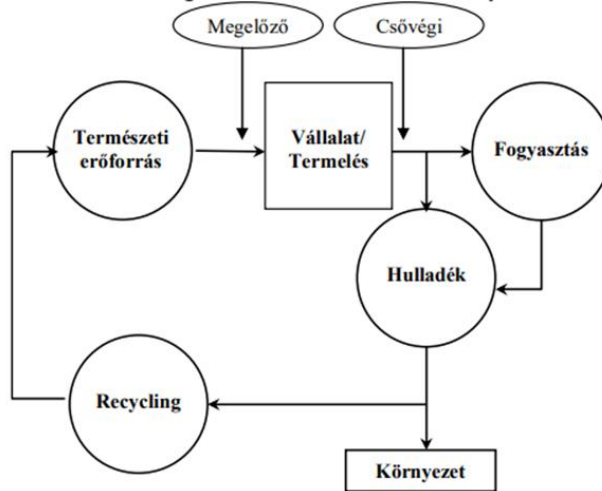 Megelőző
Csővégi
Természeti
erőforrás
Vállalat/
Termelés
Fogyasztás
Hulladék
Recycling
Környezet